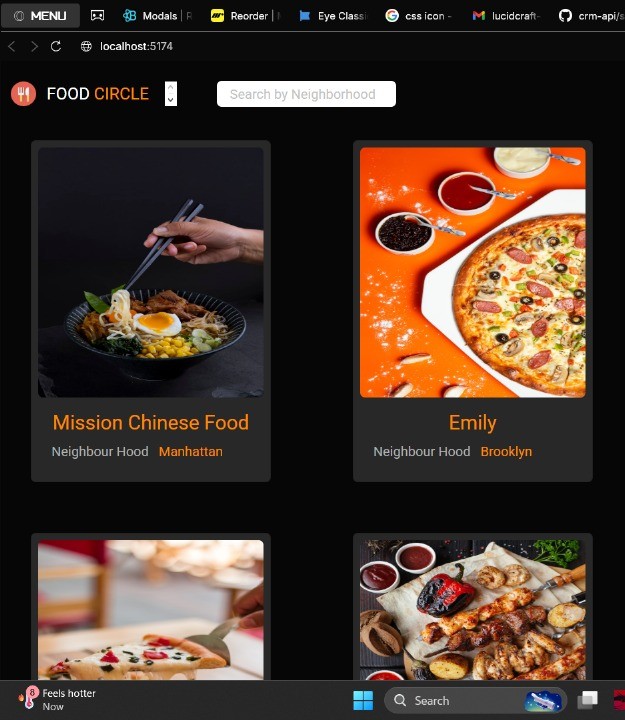 MENU
Modals | R
Reorder |
Eye Classi
css icon -
lucidcraft-
crm-api/s
localhost:5174
FOOD CIRCLE
Search by Neighborhood
Mission Chinese Food
Neighbour Hood Manhattan
Emily
Neighbour Hood Brooklyn
8
Feels hotter
Now
Search